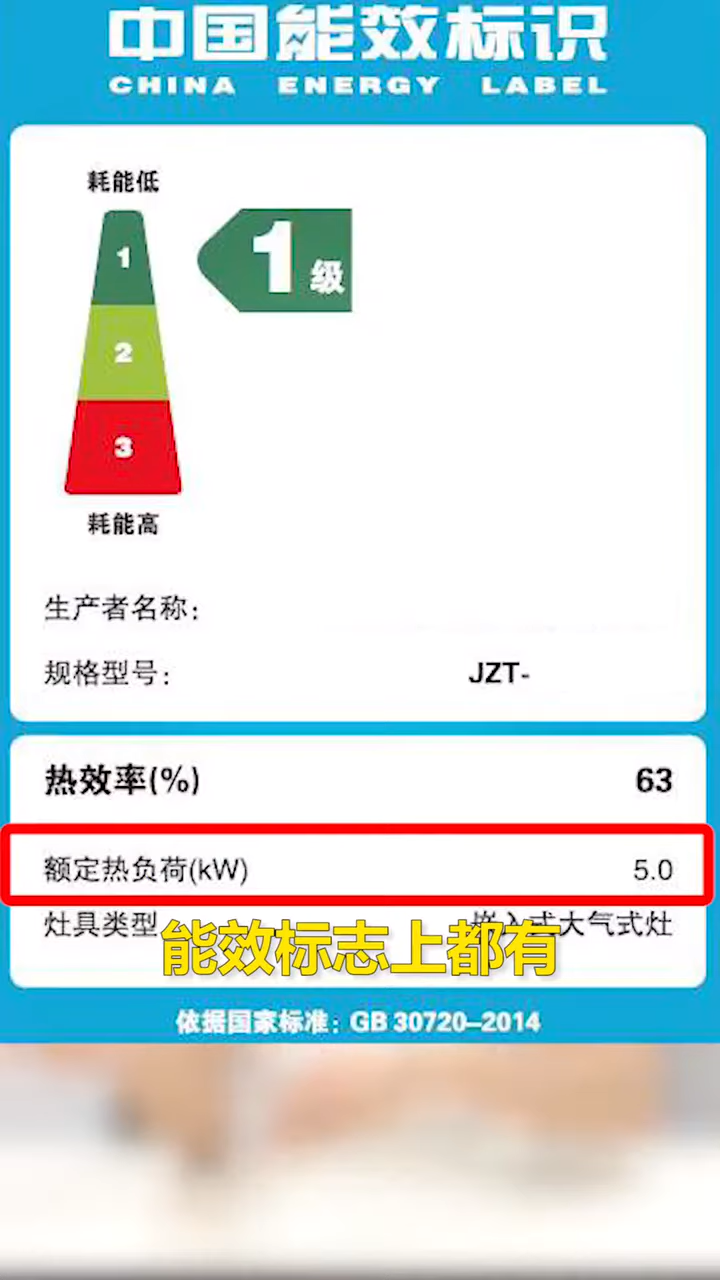 中国能效标识
CHINA ENERGY LABEL
耗能低
1
1级
2
3
耗能高
生产者名称：
规格型号： JZT-
热效率(%) 63
额定热负荷(kW) 5.0
灶具类型 嵌入式大气式灶
能效标志上都有
依据国家标准：GB 30720–2014